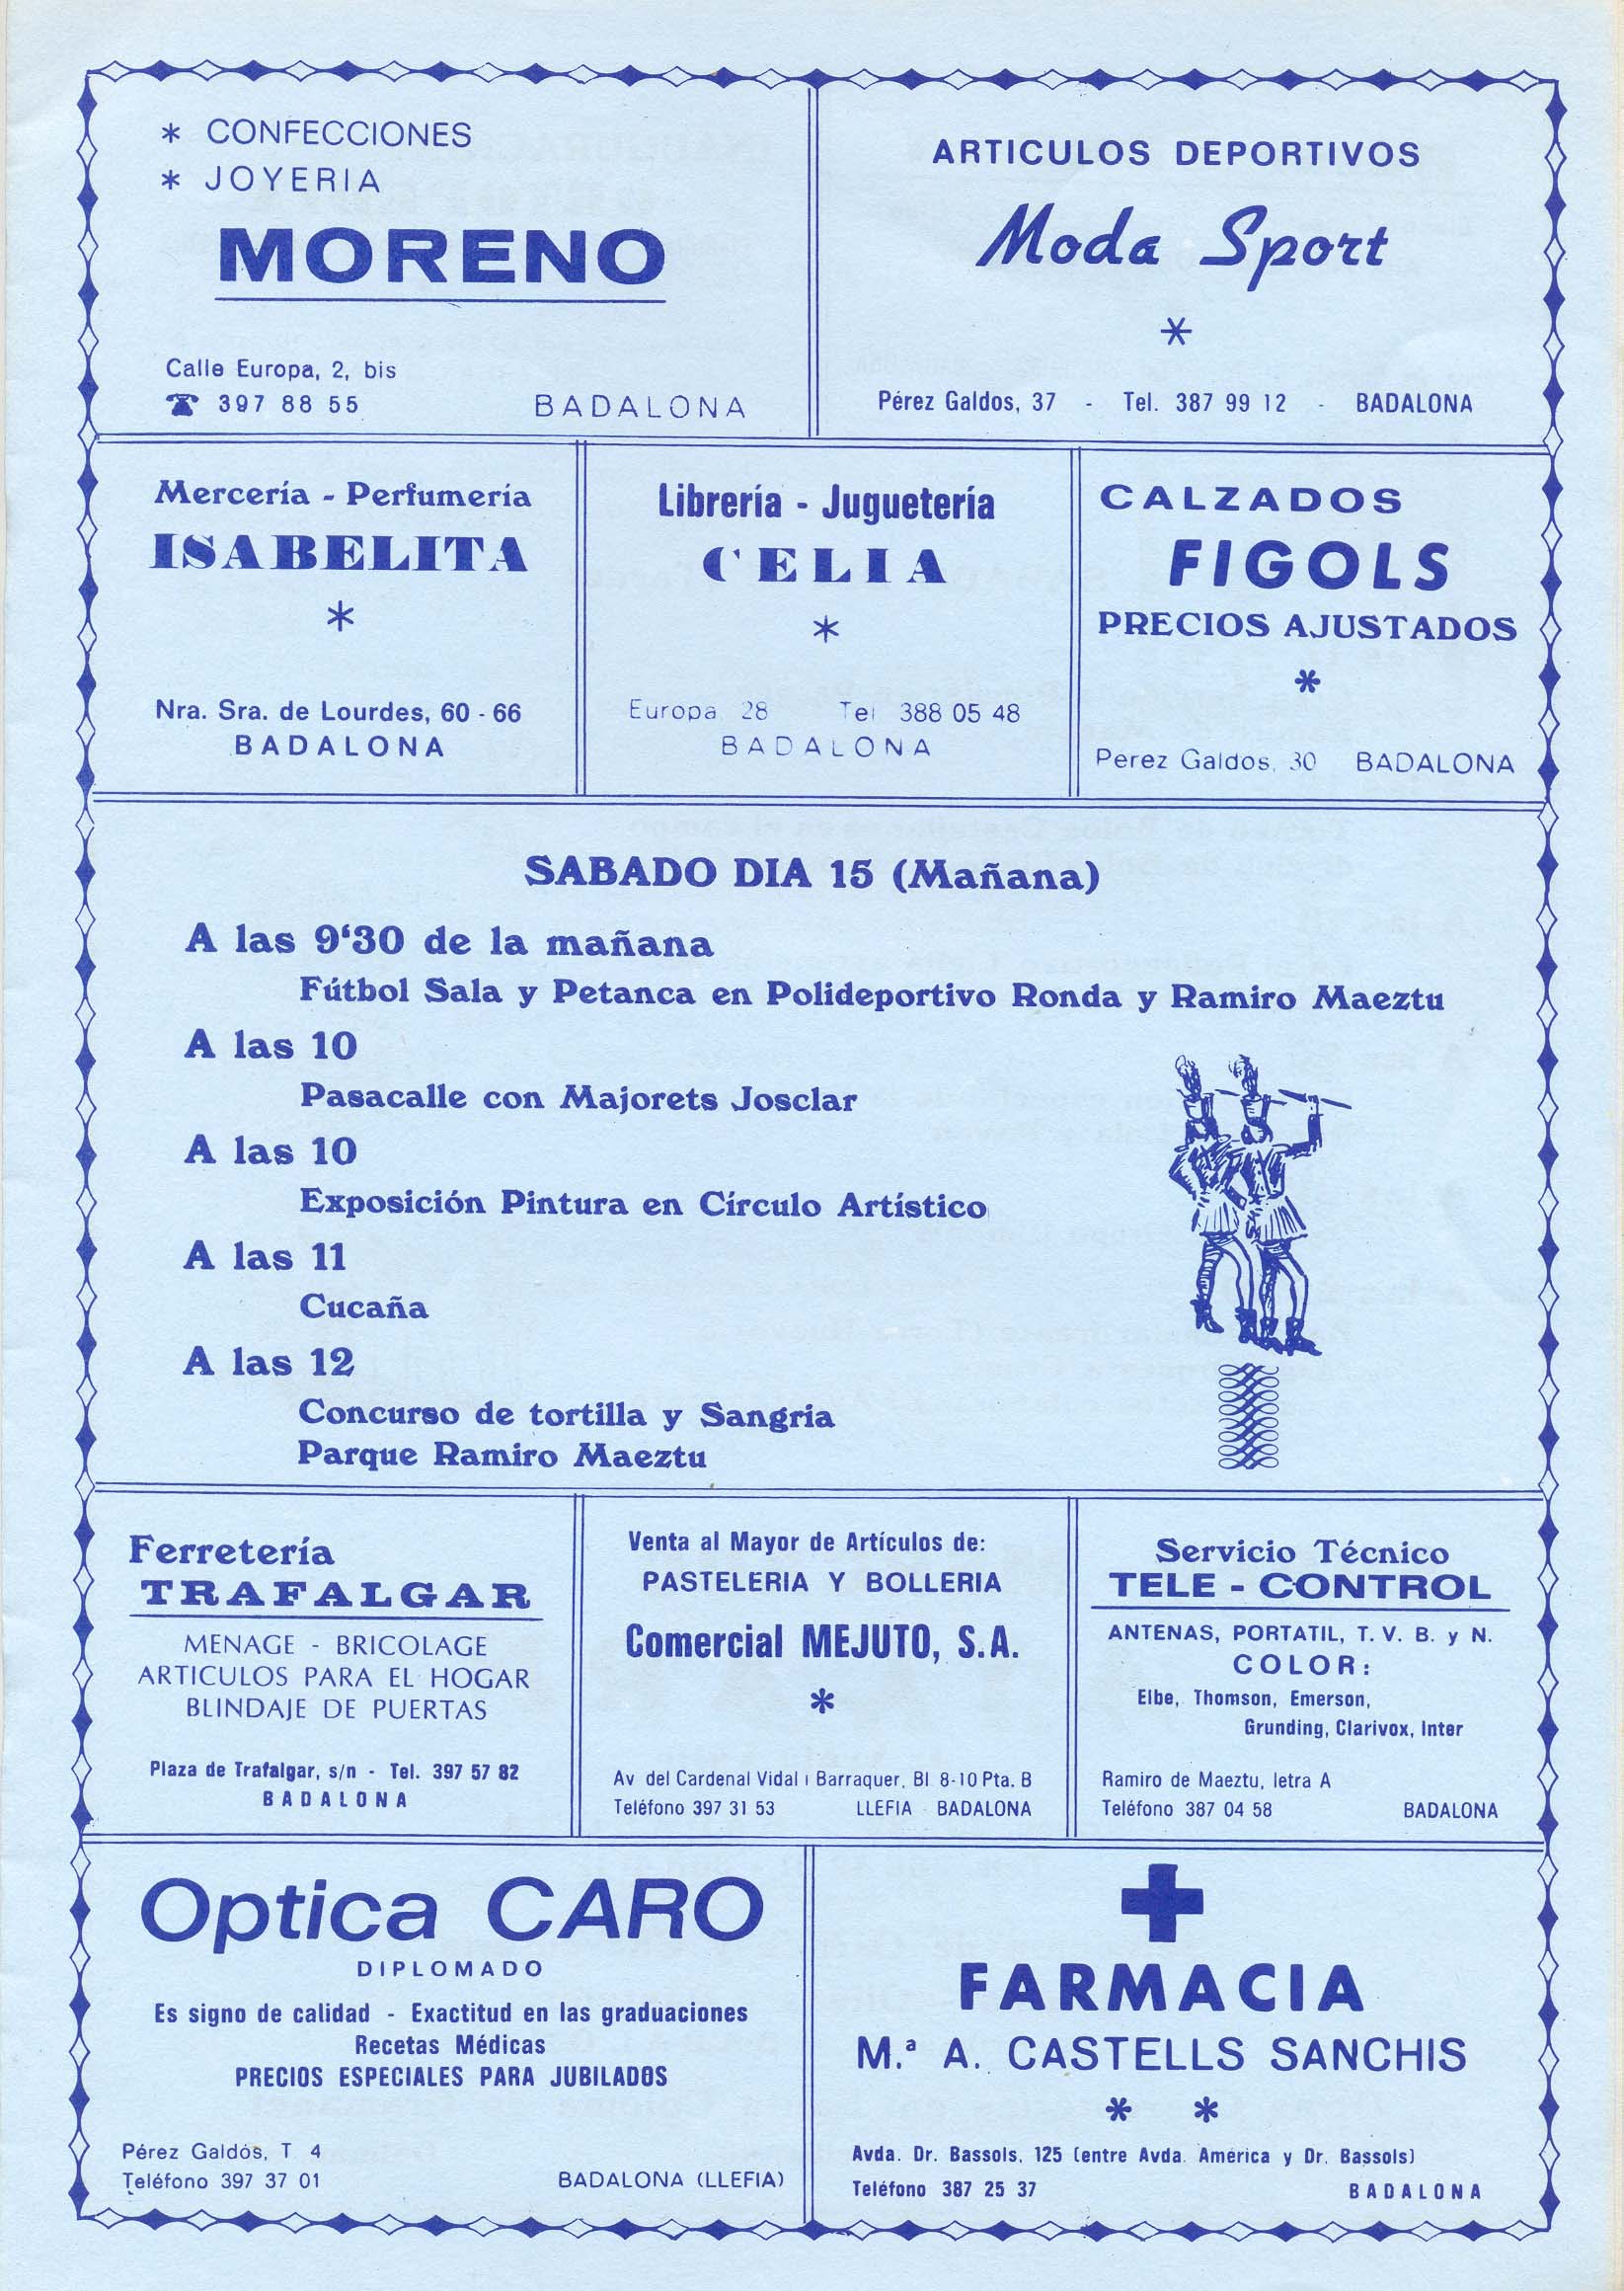 * CONFECCIONES
* JOYERIA
MORENO
Calle Europa, 2, bis
☎ 397 88 55 BADALONA
ARTICULOS DEPORTIVOS
Moda Sport
*
Pérez Galdos, 37 - Tel. 387 99 12 - BADALONA
Mercería - Perfumería
ISABELITA
*
Nra. Sra. de Lourdes, 60 - 66
BADALONA
Librería - Juguetería
CELIA
*
Europa 28 Tel 388 05 48
BADALONA
CALZADOS
FIGOLS
PRECIOS AJUSTADOS
*
Perez Galdos, 30 BADALONA
SABADO DIA 15 (Mañana)
A las 9'30 de la mañana
Fútbol Sala y Petanca en Polideportivo Ronda y Ramiro Maeztu
A las 10
Pasacalle con Majorets Josclar
A las 10
Exposición Pintura en Círculo Artístico
A las 11
Cucaña
A las 12
Concurso de tortilla y Sangria
Parque Ramiro Maeztu
Ferretería
TRAFALGAR
MENAGE - BRICOLAGE
ARTICULOS PARA EL HOGAR
BLINDAJE DE PUERTAS
Plaza de Trafalgar, s/n - Tel. 397 57 82
BADALONA
Venta al Mayor de Artículos de:
PASTELERIA Y BOLLERIA
Comercial MEJUTO, S.A.
*
Av del Cardenal Vidal i Barraquer, Bl 8-10 Pta. B
Teléfono 397 31 53 LLEFIA - BADALONA
Servicio Técnico
TELE - CONTROL
ANTENAS, PORTATIL, T. V. B. y N.
COLOR:
Elbe, Thomson, Emerson,
Grunding, Clarivox, Inter
Ramiro de Maeztu, letra A
Teléfono 387 04 58 BADALONA
Optica CARO
DIPLOMADO
Es signo de calidad - Exactitud en las graduaciones
Recetas Médicas
PRECIOS ESPECIALES PARA JUBILADOS
Pérez Galdós, T 4
Teléfono 397 37 01 BADALONA (LLEFIA)
FARMACIA
M.ª A. CASTELLS SANCHIS
* *
Avda. Dr. Bassols, 125 (entre Avda. América y Dr. Bassols)
Teléfono 387 25 37 BADALONA